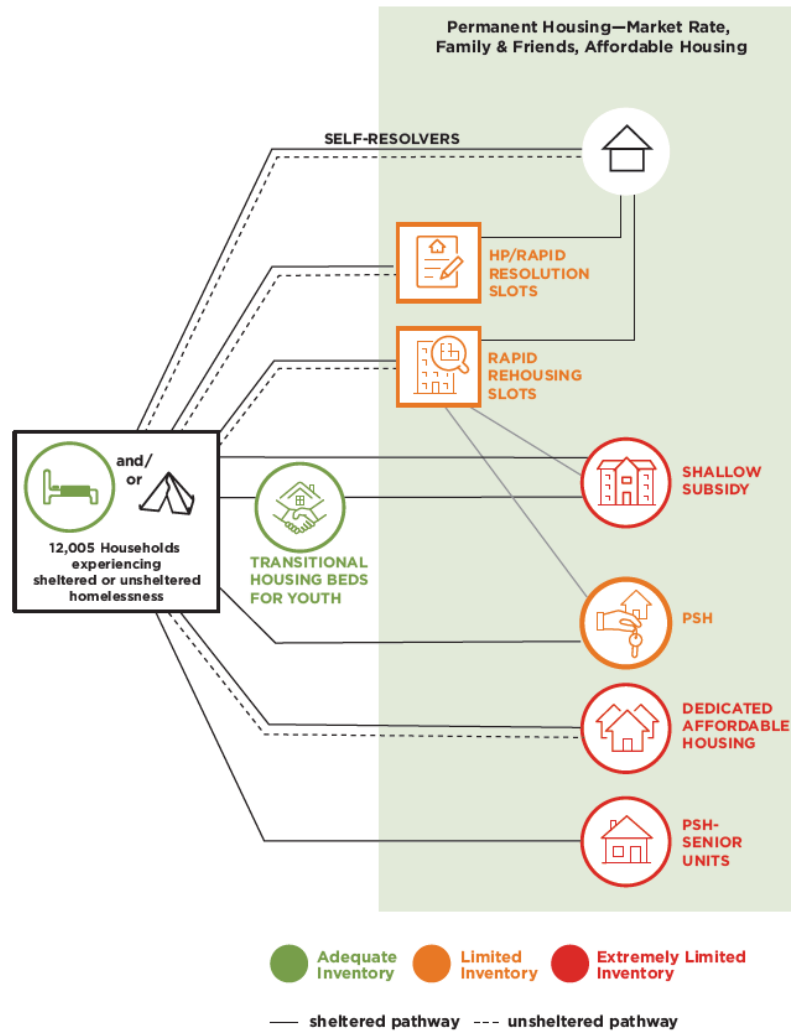 Permanent Housing—Market Rate,
Family & Friends, Affordable Housing
SELF-RESOLVERS
HP/RAPID
RESOLUTION
SLOTS
RAPID
REHOUSING
SLOTS
and/
or
12,005 Households
experiencing
sheltered or unsheltered
homelessness
TRANSITIONAL
HOUSING BEDS
FOR YOUTH
SHALLOW
SUBSIDY
PSH
DEDICATED
AFFORDABLE
HOUSING
PSH-
SENIOR
UNITS
Adequate
Inventory
Limited
Inventory
Extremely Limited
Inventory
sheltered pathway
unsheltered pathway